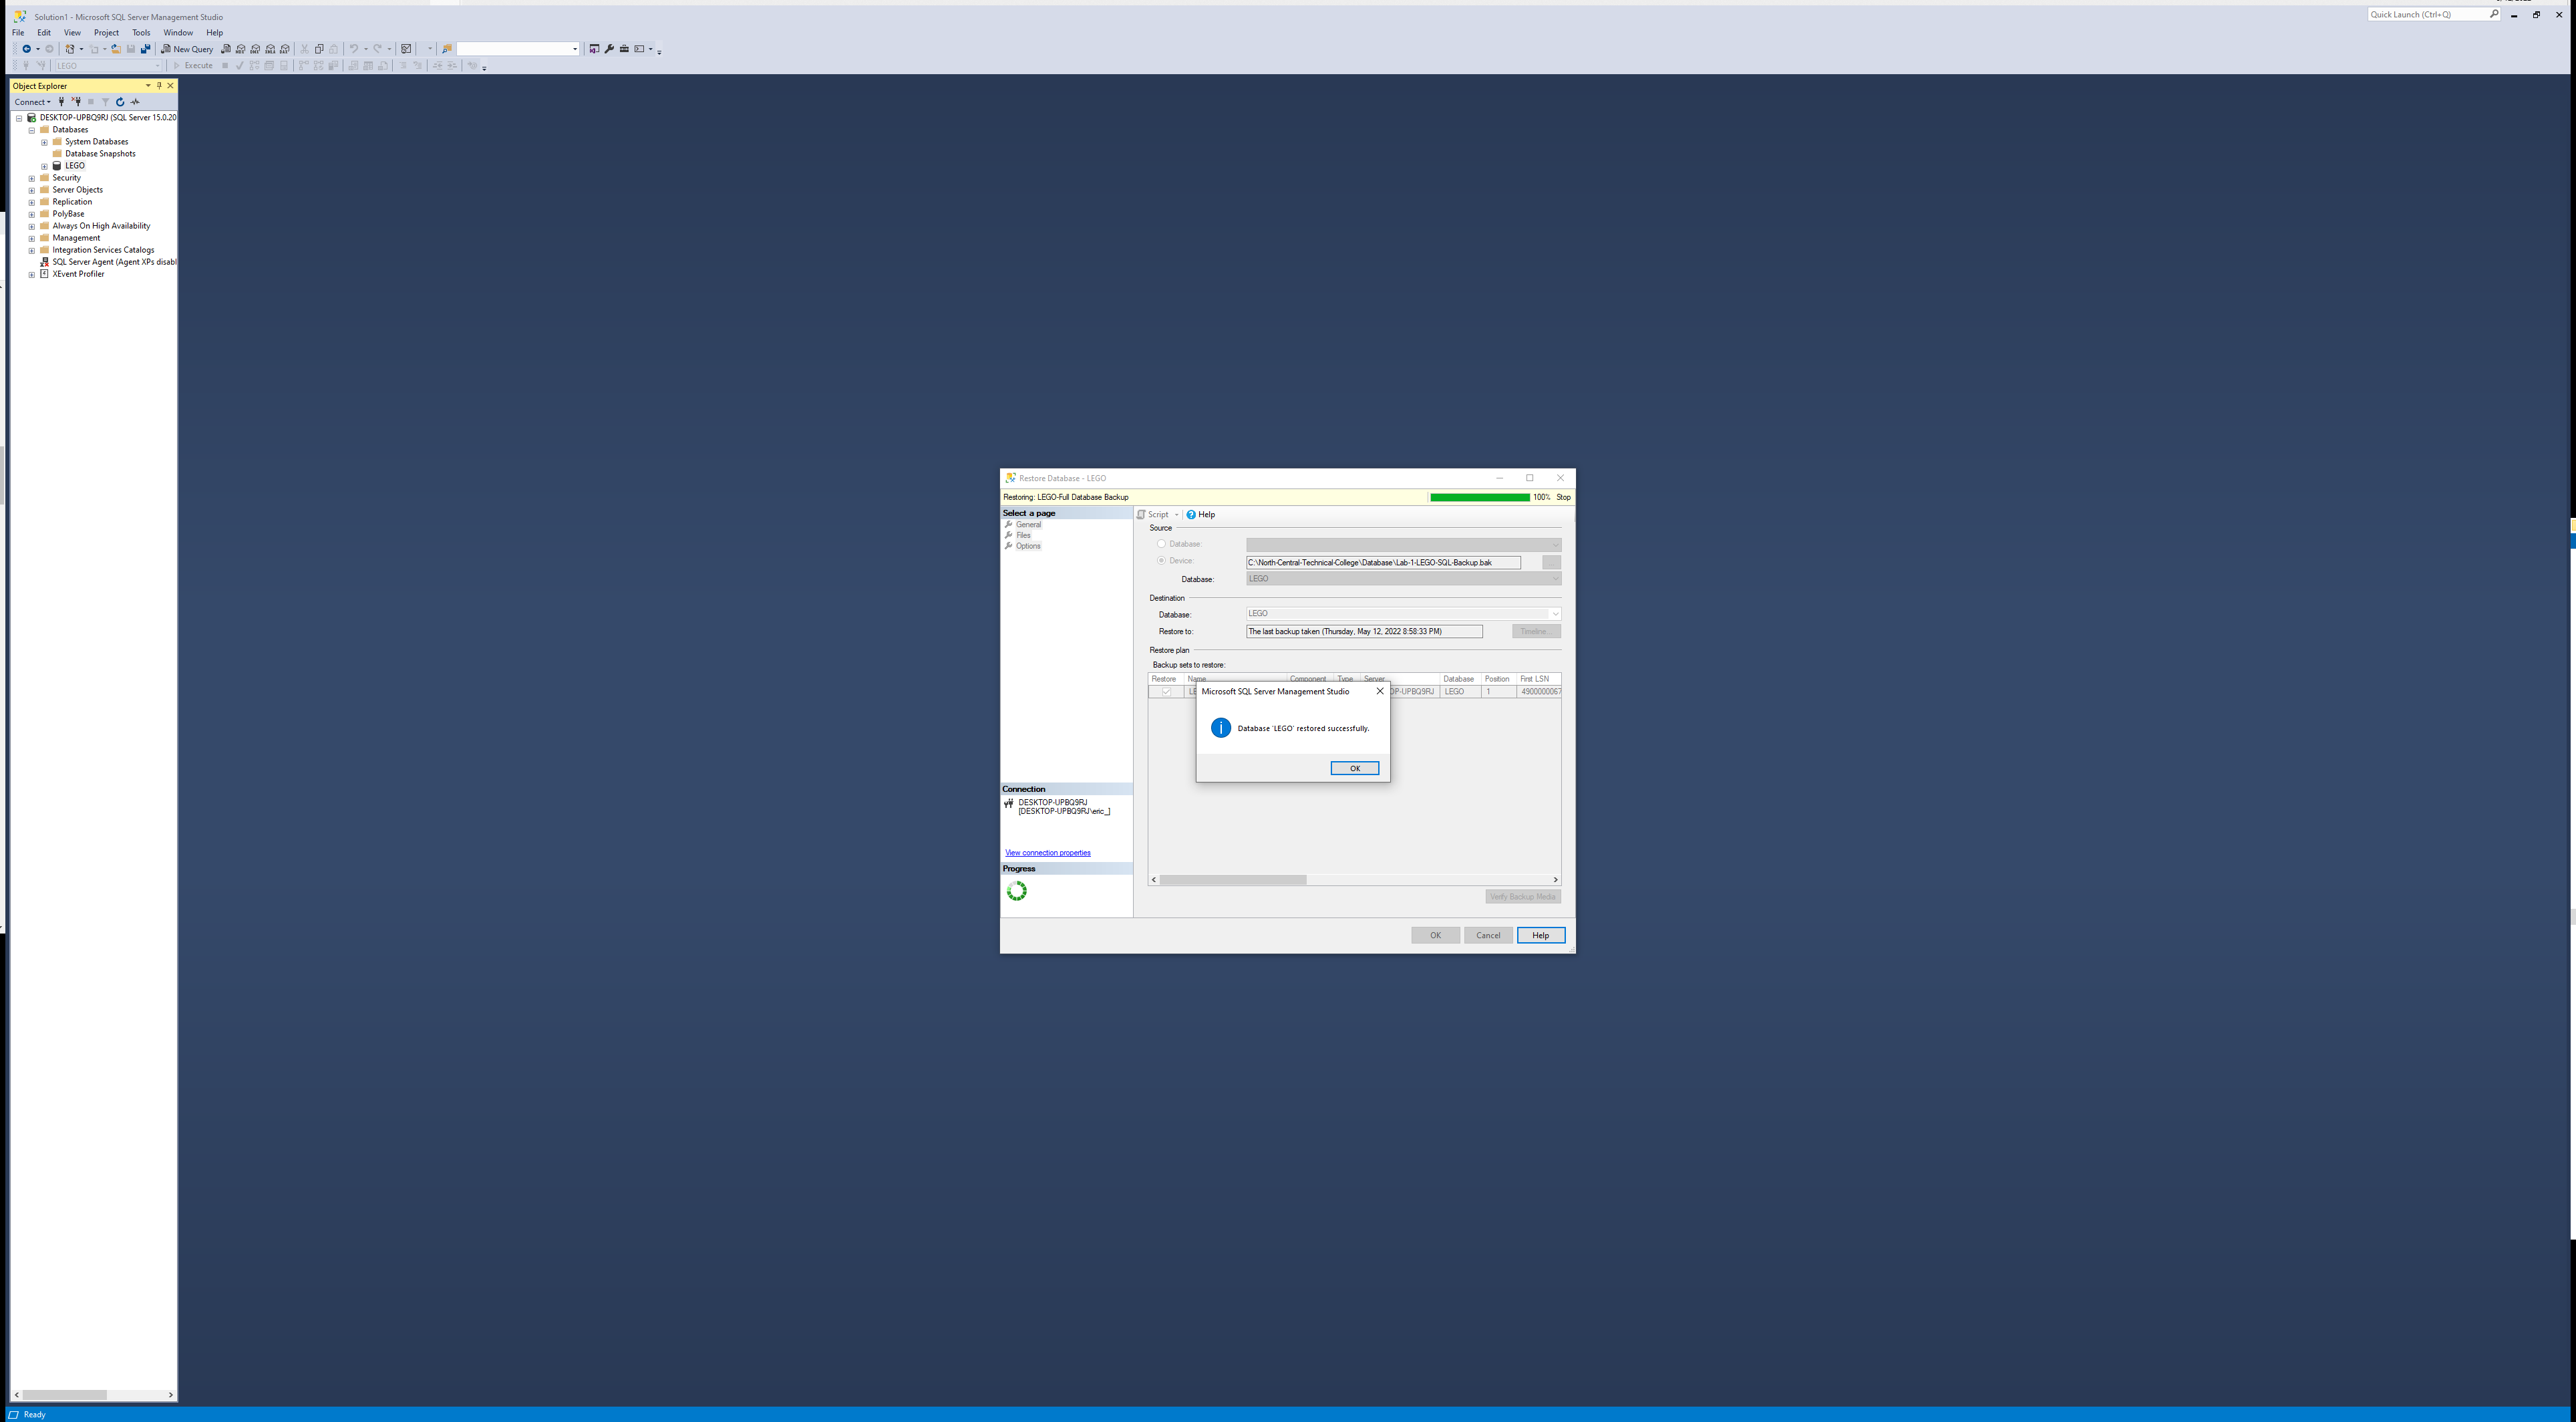 Solution1 - Microsoft SQL Server Management Studio
Quick Launch (Ctrl+Q)
File Edit View Project Tools Window Help
New Query
LEGO
Execute
Object Explorer
Connect
DESKTOP-UPBQ9RJ (SQL Server 15.0.20
Databases
System Databases
Database Snapshots
LEGO
Security
Server Objects
Replication
PolyBase
Always On High Availability
Management
Integration Services Catalogs
SQL Server Agent (Agent XPs disabl
XEvent Profiler
Restore Database - LEGO
Restoring: LEGO-Full Database Backup
100% Stop
Select a page
General
Files
Options
Script Help
Source
Database:
Device: C:\North-Central-Technical-College\Database\Lab-1-LEGO-SQL-Backup.bak
Database: LEGO
Destination
Database: LEGO
Restore to: The last backup taken (Thursday, May 12, 2022 8:58:33 PM)
Timeline...
Restore plan
Backup sets to restore:
Restore Name Component Type Server Database Position First LSN
LE OP-UPBQ9RJ LEGO 1 4900000067
Microsoft SQL Server Management Studio
Database 'LEGO' restored successfully.
OK
Connection
DESKTOP-UPBQ9RJ
[DESKTOP-UPBQ9RJ\eric_]
View connection properties
Progress
Verify Backup Media
OK Cancel Help
Ready